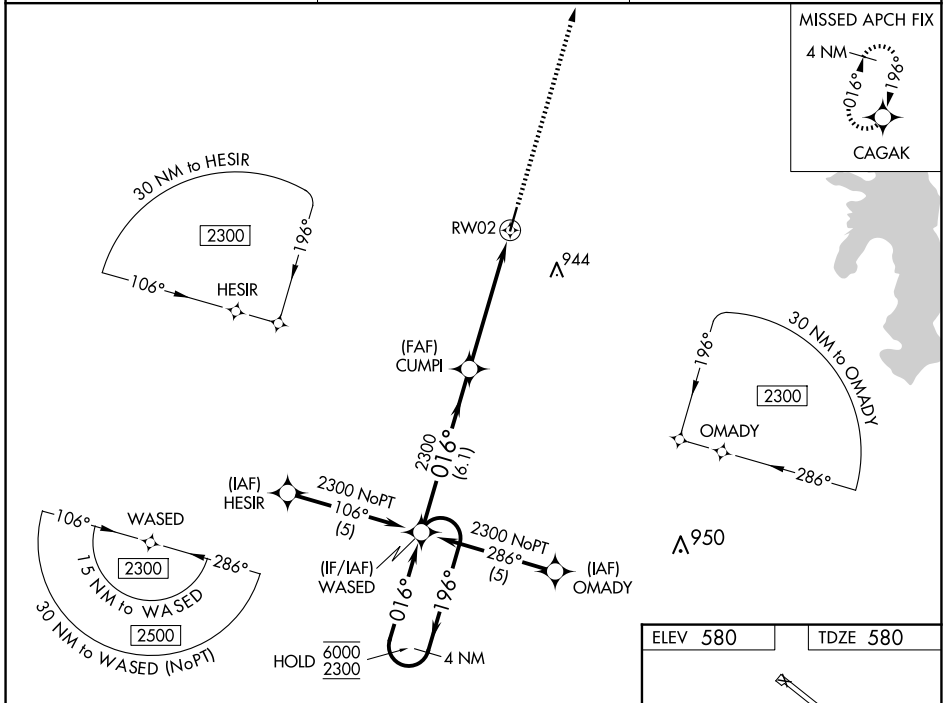 MISSED APCH FIX
4 NM
016°
196°
CAGAK
30 NM to HESIR
2300
196°
106°
HESIR
RW02
944
(FAF)
CUMPI
30 NM to OMADY
196°
2300
OMADY
286°
2300
016°
(6.1)
(IAF)
HESIR
2300 NoPT
106°
(5)
2300 NoPT
286°
(5)
(IAF)
OMADY
950
106°
WASED
286°
2300
15 NM to WASED
2500
30 NM to WASED (NoPT)
(IF/IAF)
WASED
016°
196°
HOLD
6000
2300
4 NM
ELEV 580
TDZE 580